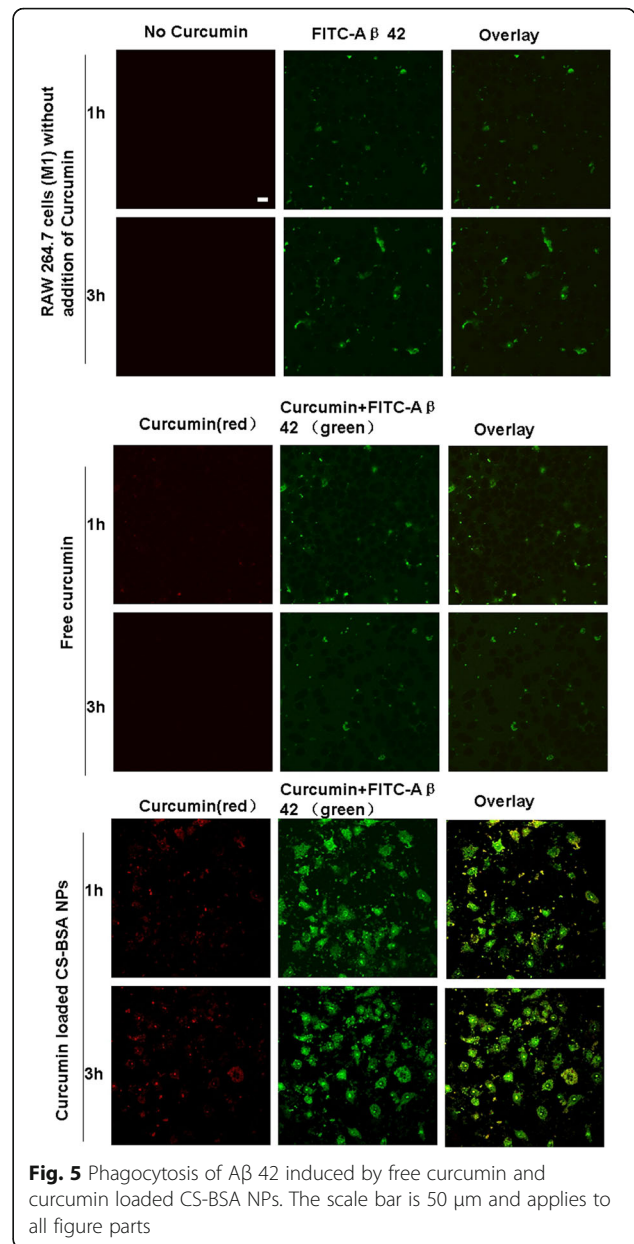 No Curcumin FITC-A β 42 Overlay
RAW 264.7 cells (M1) without
addition of Curcumin
1h
3h
Curcumin(red） Curcumin+FITC-A β
42 （green） Overlay
Free curcumin
1h
3h
Curcumin(red） Curcumin+FITC-A β
42 （green） Overlay
Curcumin loaded CS-BSA NPs
1h
3h
Fig. 5 Phagocytosis of Aβ 42 induced by free curcumin and
curcumin loaded CS-BSA NPs. The scale bar is 50 μm and applies to
all figure parts